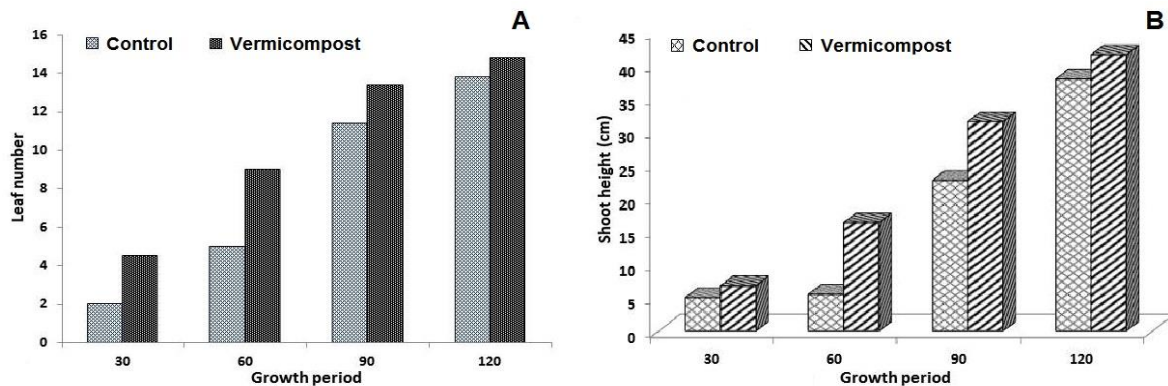 A
Control Vermicompost
Leaf number
16
14
12
10
8
6
4
2
0
30 60 90 120
Growth period
B
Control Vermicompost
Shoot height (cm)
45
40
35
30
25
20
15
10
5
0
30 60 90 120
Growth period